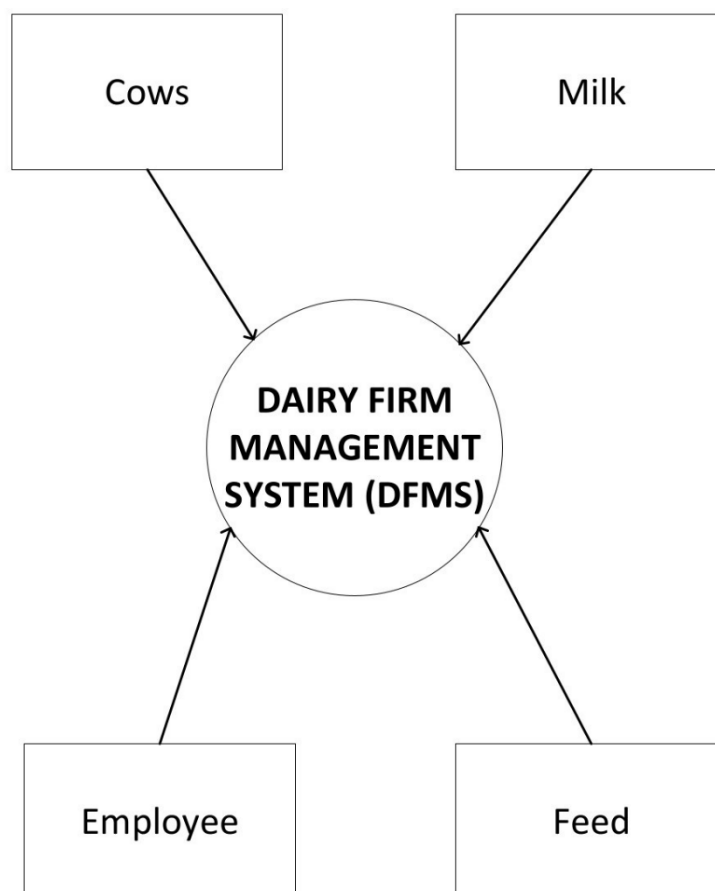 Cows
Milk
DAIRY FIRM
MANAGEMENT
SYSTEM (DFMS)
Employee
Feed